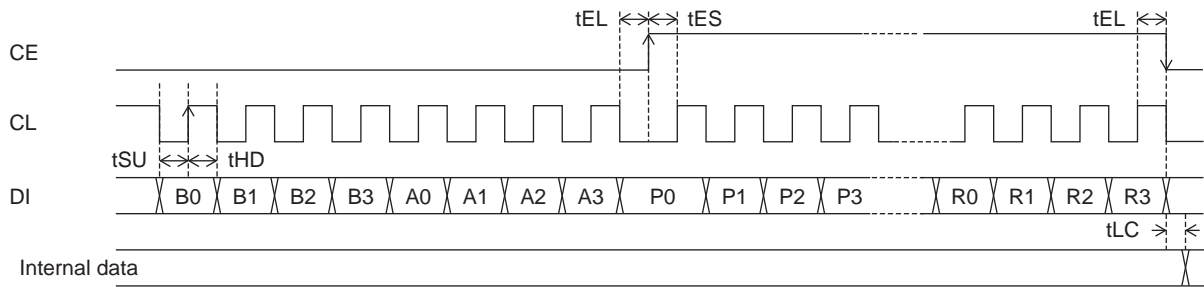 tEL tES tEL
CE
CL
tSU tHD
DI B0 B1 B2 B3 A0 A1 A2 A3 P0 P1 P2 P3 R0 R1 R2 R3
tLC
Internal data